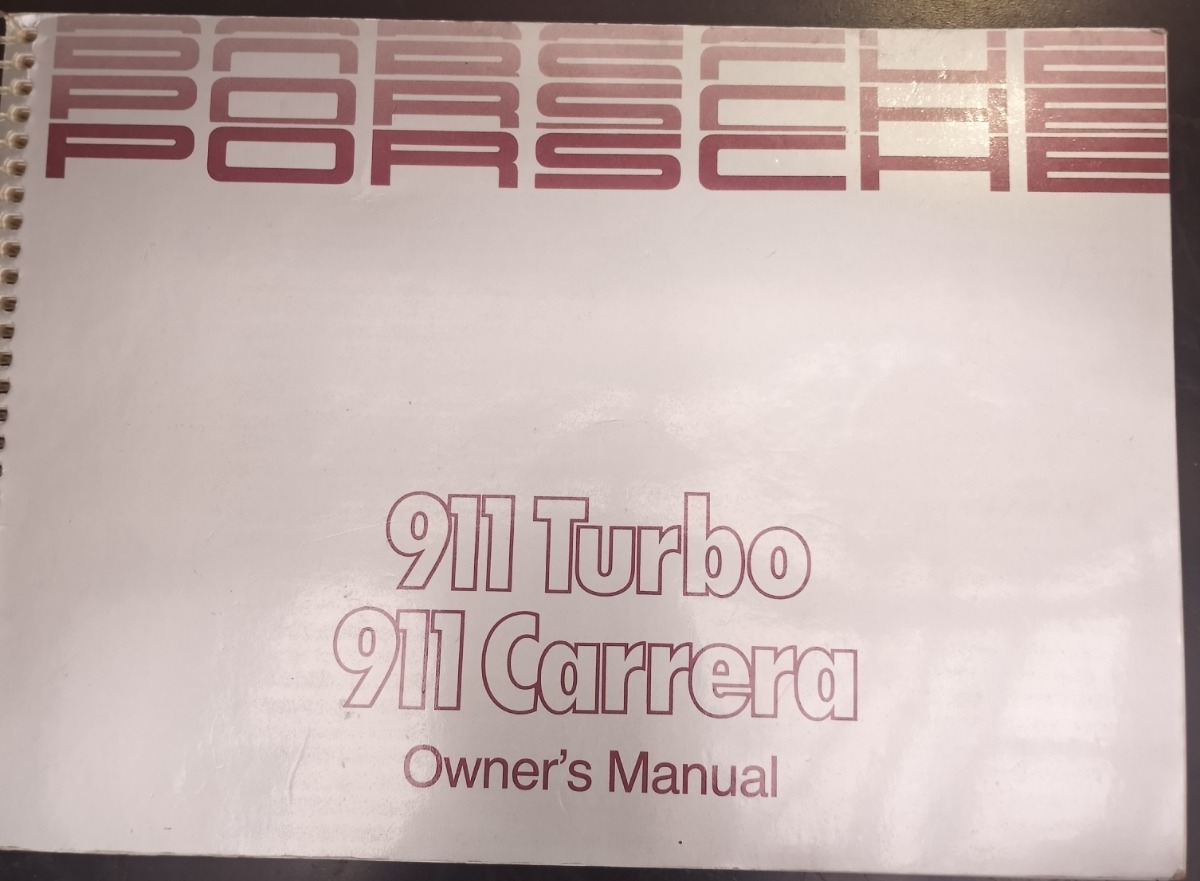 PORSCHE
PORSCHE
PORSCHE
911 Turbo
911 Carrera
Owner's Manual